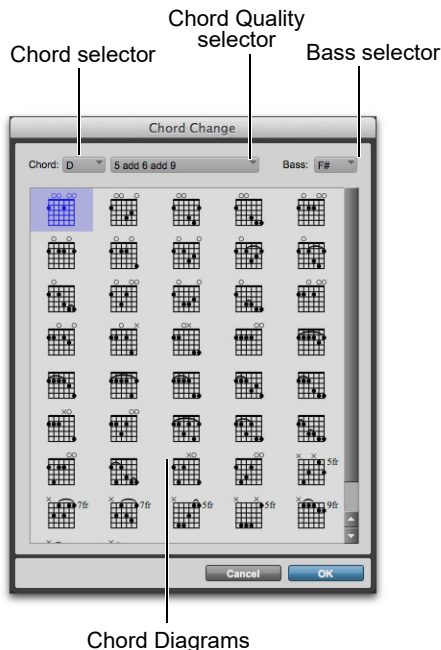 Chord Quality
selector
Chord selector
Bass selector
Chord Change
Chord: D 5 add 6 add 9 Bass: F#
5fr
7fr 7fr 5fr 5fr 9fr
Cancel OK
Chord Diagrams